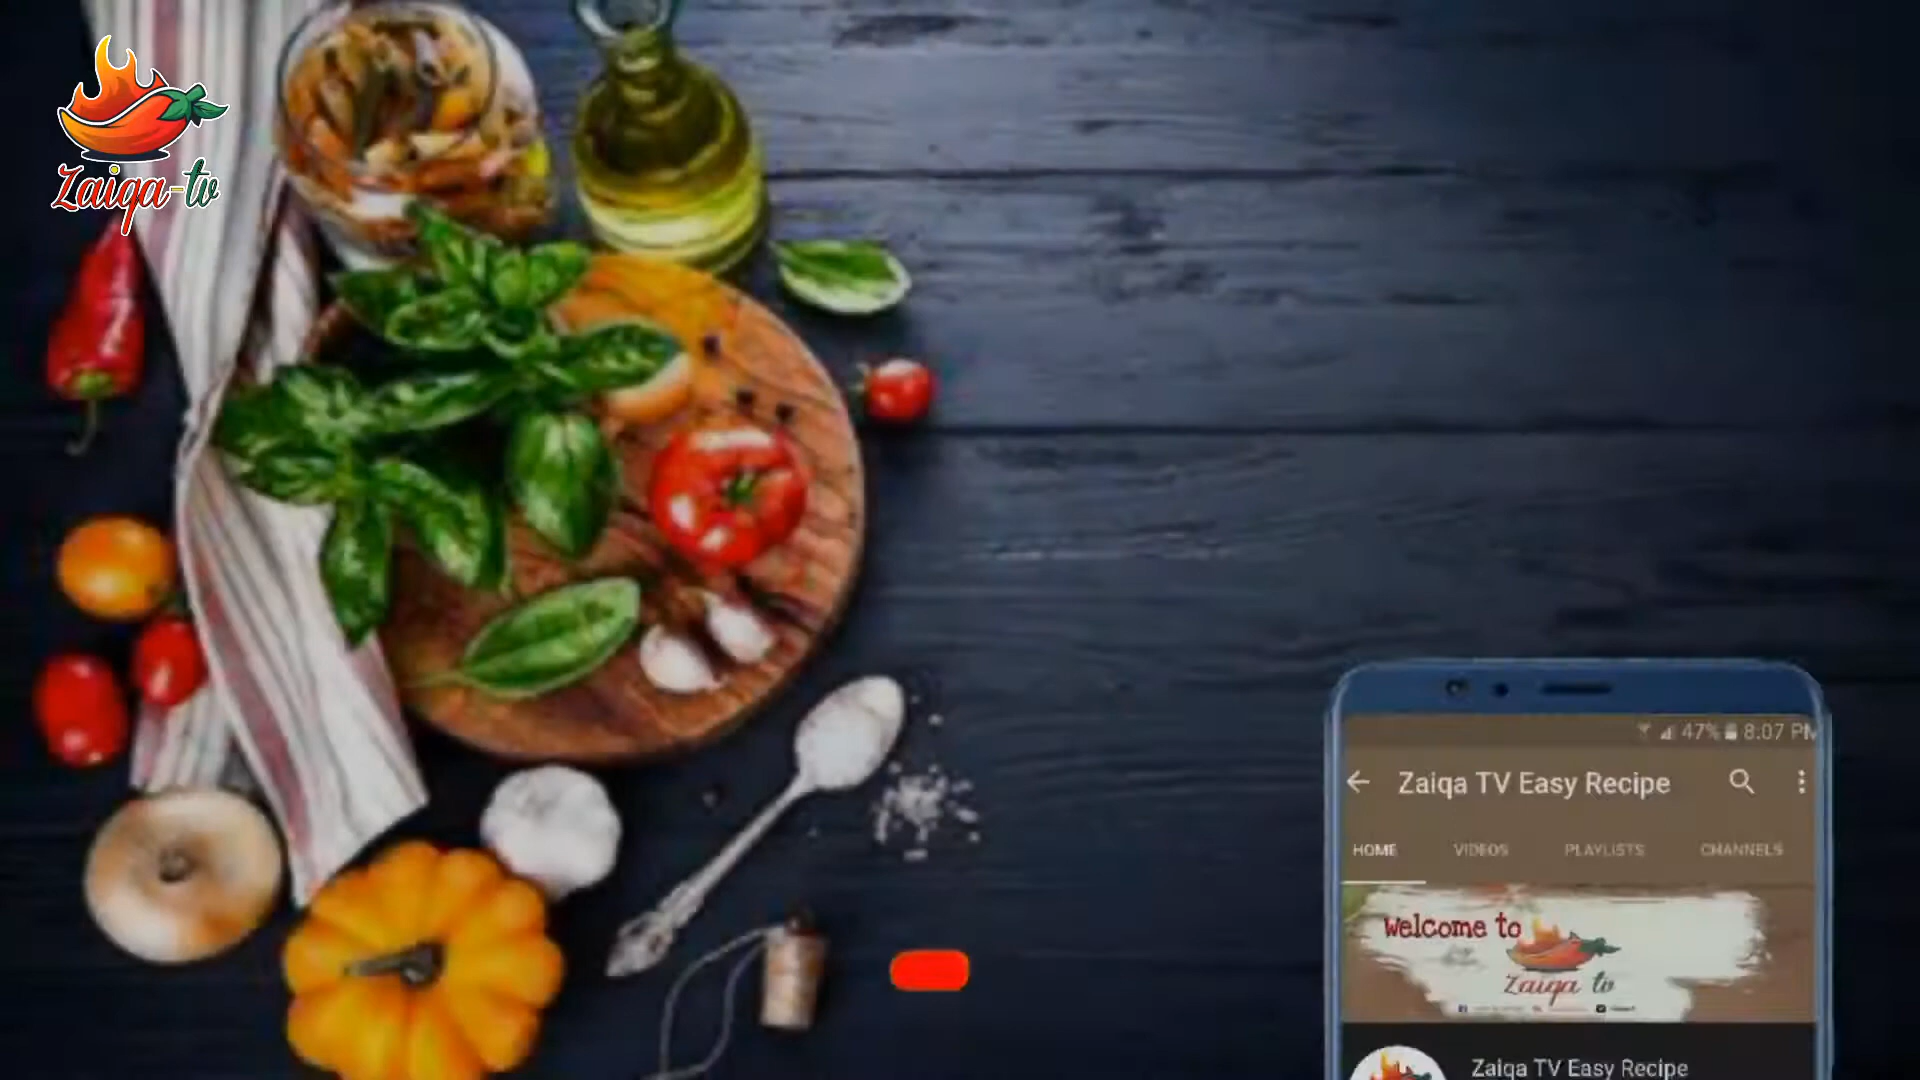 Zaiqa-tv
47% 8:07 PM
Zaiqa TV Easy Recipe
HOME VIDEOS PLAYLISTS CHANNELS
Welcome to
Zaiqa tv
Zaiqa TV Easy Recipe